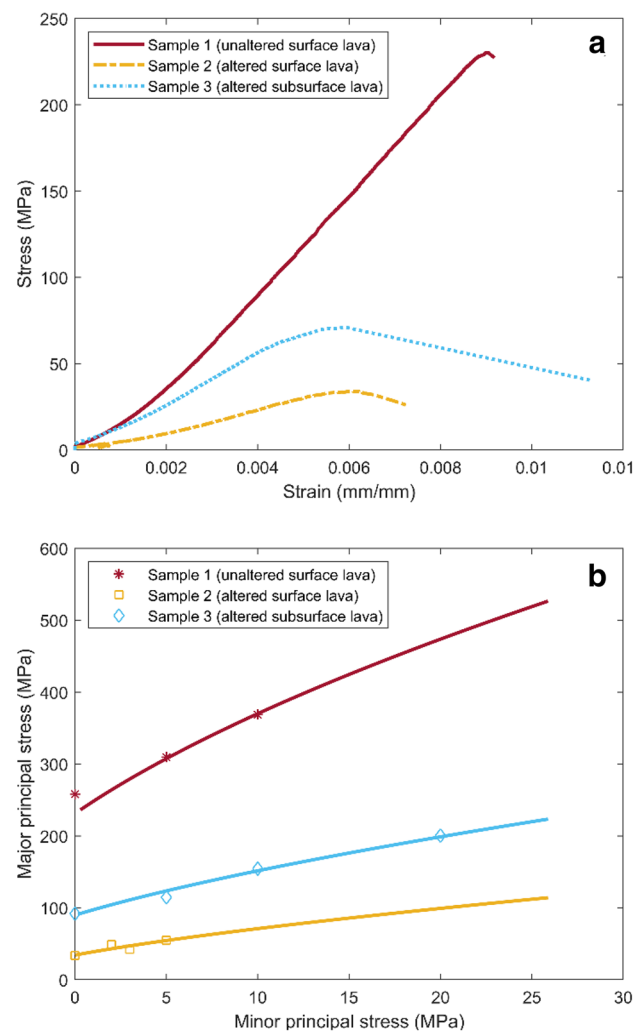 a
250
200
150
100
50
0
Stress (MPa)
Sample 1 (unaltered surface lava)
Sample 2 (altered surface lava)
Sample 3 (altered subsurface lava)
0 0.002 0.004 0.006 0.008 0.01 0.01
Strain (mm/mm)
b
600
500
400
300
200
100
0
Major principal stress (MPa)
Sample 1 (unaltered surface lava)
Sample 2 (altered surface lava)
Sample 3 (altered subsurface lava)
0 5 10 15 20 25 30
Minor principal stress (MPa)